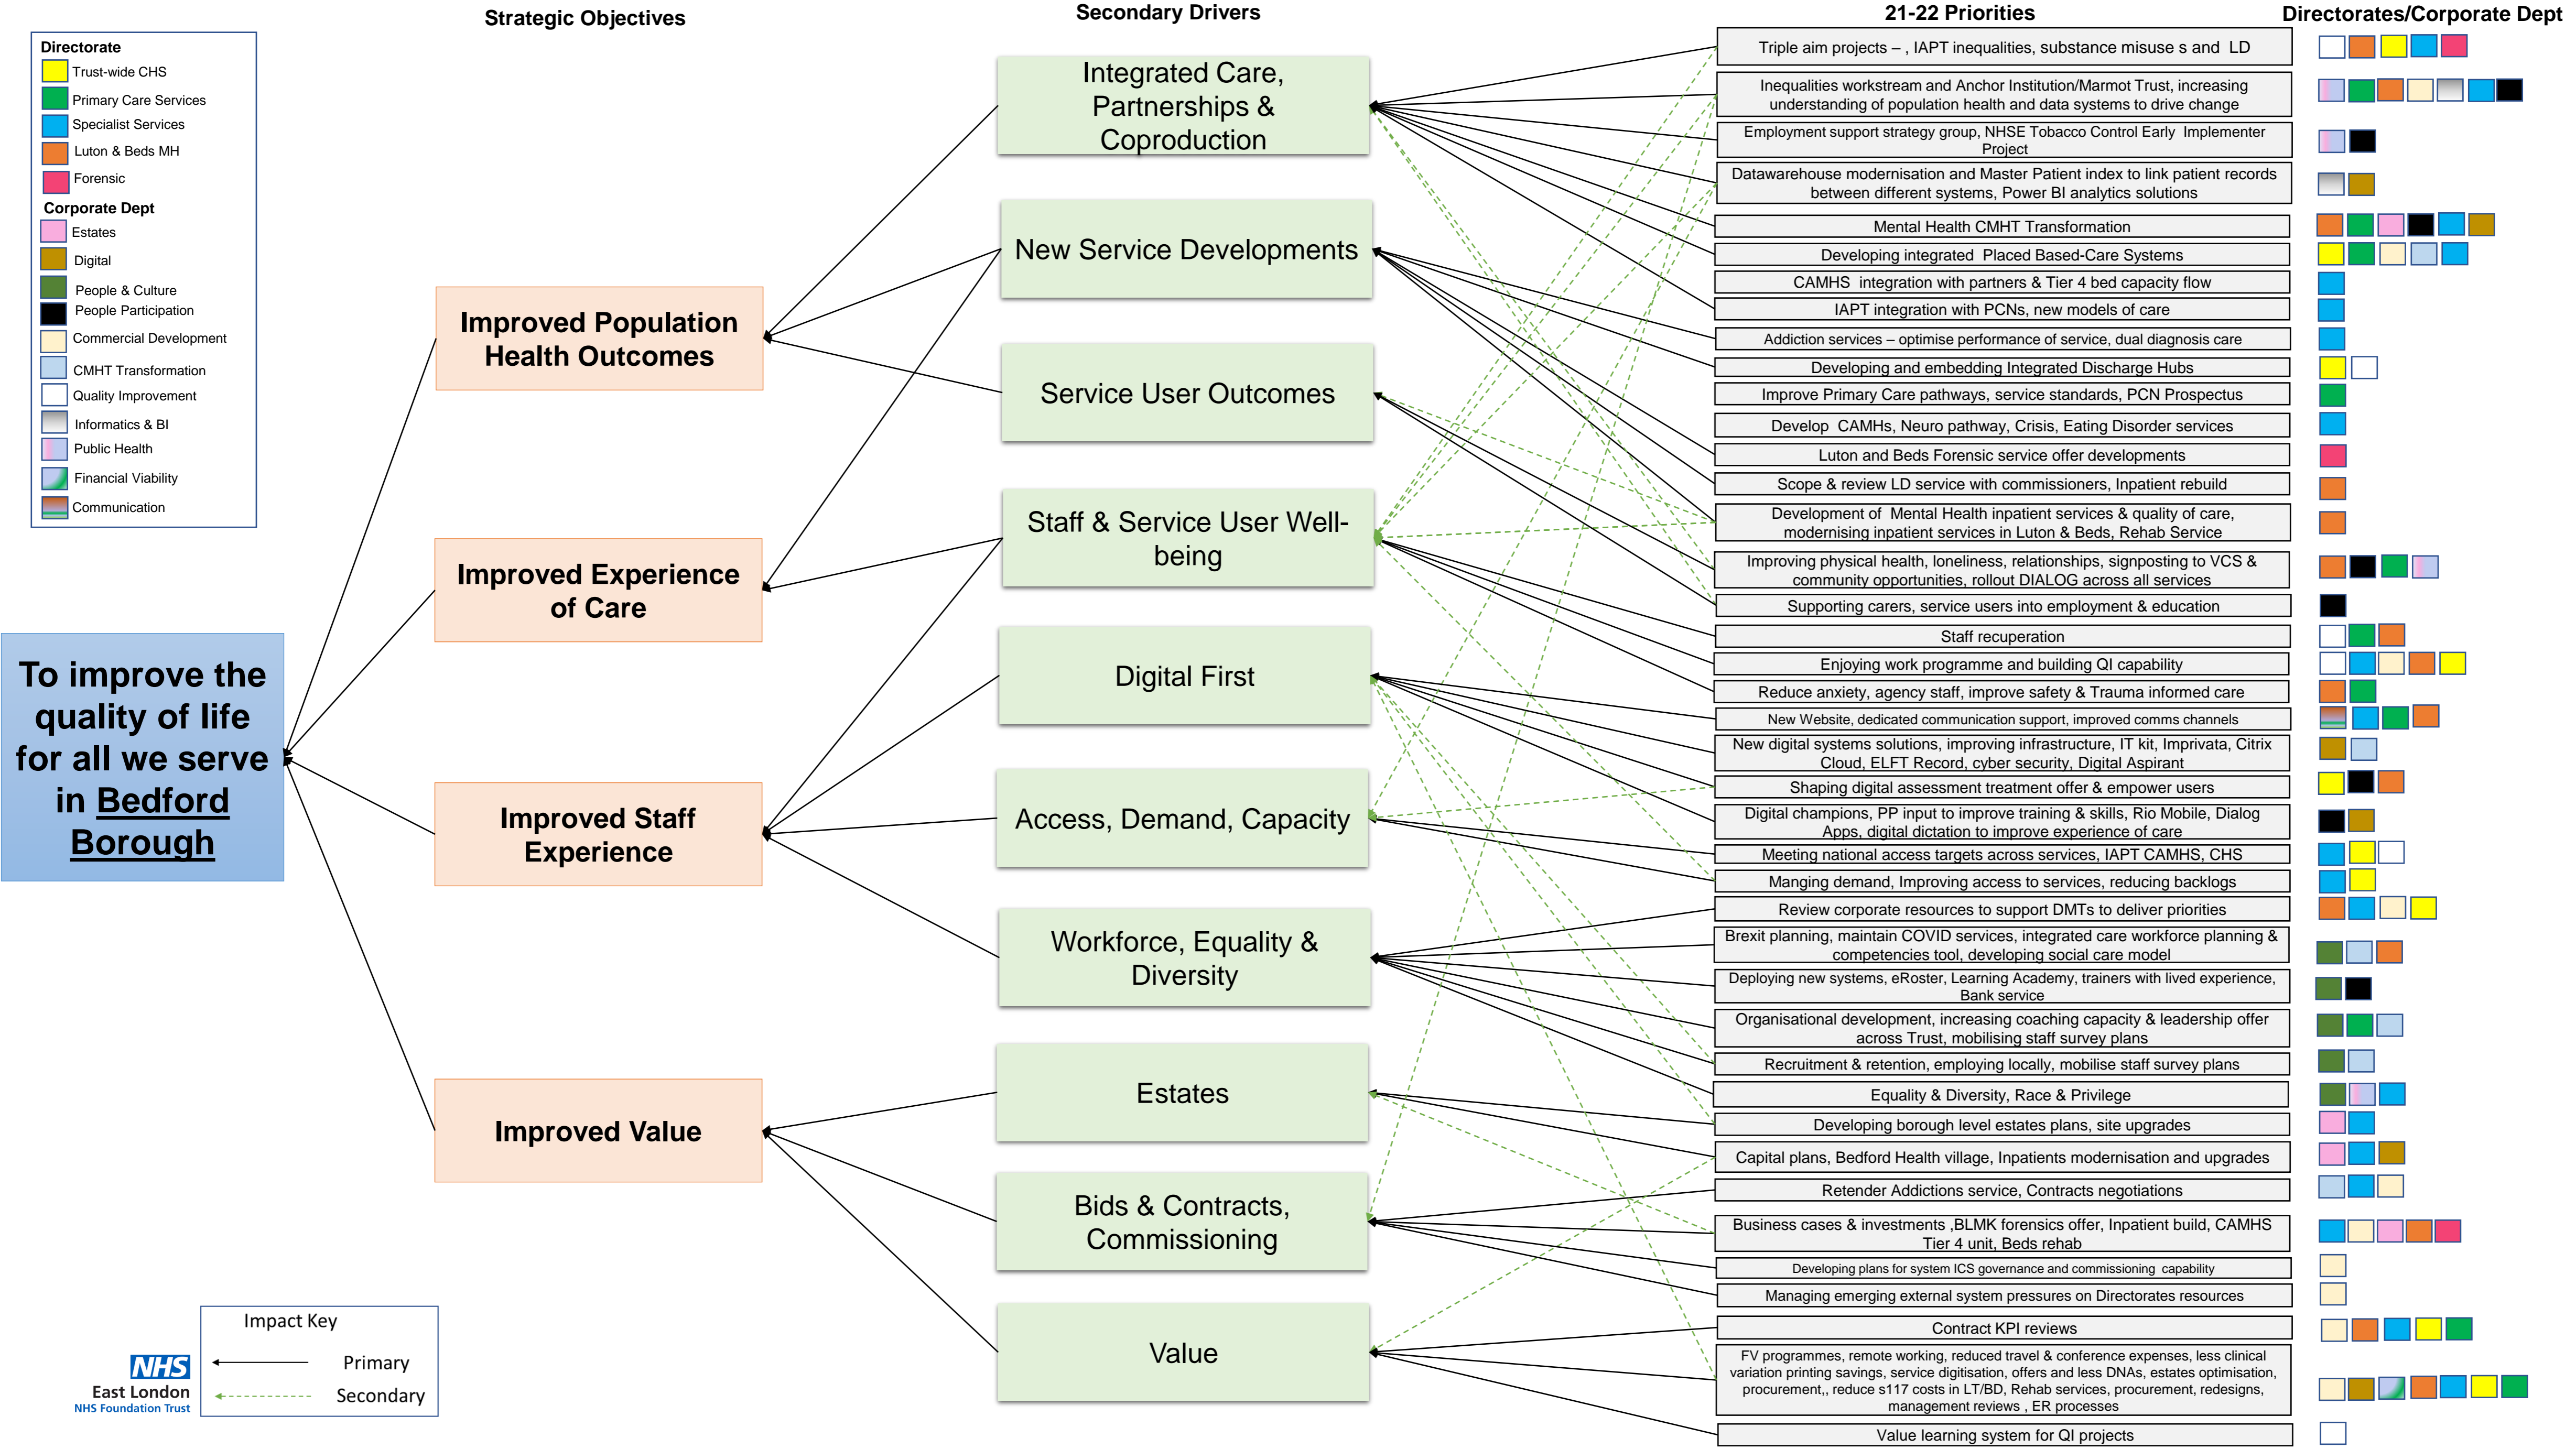 Strategic Objectives
Secondary Drivers
21-22 Priorities
Directorates/Corporate Dept
Directorate
Trust-wide CHS
Primary Care Services
Specialist Services
Luton & Beds MH
Forensic
Corporate Dept
Estates
Digital
People & Culture
People Participation
Commercial Development
CMHT Transformation
Quality Improvement
Informatics & BI
Public Health
Financial Viability
Communication
To improve the
quality of life
for all we serve
in Bedford
Borough
Improved Population
Health Outcomes
Improved Experience
of Care
Improved Staff
Experience
Improved Value
Integrated Care,
Partnerships &
Coproduction
New Service Developments
Service User Outcomes
Staff & Service User Well-
being
Digital First
Access, Demand, Capacity
Workforce, Equality &
Diversity
Estates
Bids & Contracts,
Commissioning
Value
Triple aim projects – , IAPT inequalities, substance misuse s and LD
Inequalities workstream and Anchor Institution/Marmot Trust, increasing
understanding of population health and data systems to drive change
Employment support strategy group, NHSE Tobacco Control Early Implementer
Project
Datawarehouse modernisation and Master Patient index to link patient records
between different systems, Power BI analytics solutions
Mental Health CMHT Transformation
Developing integrated Placed Based-Care Systems
CAMHS integration with partners & Tier 4 bed capacity flow
IAPT integration with PCNs, new models of care
Addiction services – optimise performance of service, dual diagnosis care
Developing and embedding Integrated Discharge Hubs
Improve Primary Care pathways, service standards, PCN Prospectus
Develop CAMHs, Neuro pathway, Crisis, Eating Disorder services
Luton and Beds Forensic service offer developments
Scope & review LD service with commissioners, Inpatient rebuild
Development of Mental Health inpatient services & quality of care,
modernising inpatient services in Luton & Beds, Rehab Service
Improving physical health, loneliness, relationships, signposting to VCS &
community opportunities, rollout DIALOG across all services
Supporting carers, service users into employment & education
Staff recuperation
Enjoying work programme and building QI capability
Reduce anxiety, agency staff, improve safety & Trauma informed care
New Website, dedicated communication support, improved comms channels
New digital systems solutions, improving infrastructure, IT kit, Imprivata, Citrix
Cloud, ELFT Record, cyber security, Digital Aspirant
Shaping digital assessment treatment offer & empower users
Digital champions, PP input to improve training & skills, Rio Mobile, Dialog
Apps, digital dictation to improve experience of care
Meeting national access targets across services, IAPT CAMHS, CHS
Manging demand, Improving access to services, reducing backlogs
Review corporate resources to support DMTs to deliver priorities
Brexit planning, maintain COVID services, integrated care workforce planning &
competencies tool, developing social care model
Deploying new systems, eRoster, Learning Academy, trainers with lived experience,
Bank service
Organisational development, increasing coaching capacity & leadership offer
across Trust, mobilising staff survey plans
Recruitment & retention, employing locally, mobilise staff survey plans
Equality & Diversity, Race & Privilege
Developing borough level estates plans, site upgrades
Capital plans, Bedford Health village, Inpatients modernisation and upgrades
Retender Addictions service, Contracts negotiations
Business cases & investments ,BLMK forensics offer, Inpatient build, CAMHS
Tier 4 unit, Beds rehab
Developing plans for system ICS governance and commissioning capability
Managing emerging external system pressures on Directorates resources
Contract KPI reviews
FV programmes, remote working, reduced travel & conference expenses, less clinical
variation printing savings, service digitisation, offers and less DNAs, estates optimisation,
procurement,, reduce s117 costs in LT/BD, Rehab services, procurement, redesigns,
management reviews , ER processes
Value learning system for QI projects
Impact Key
Primary
Secondary
NHS
East London
NHS Foundation Trust